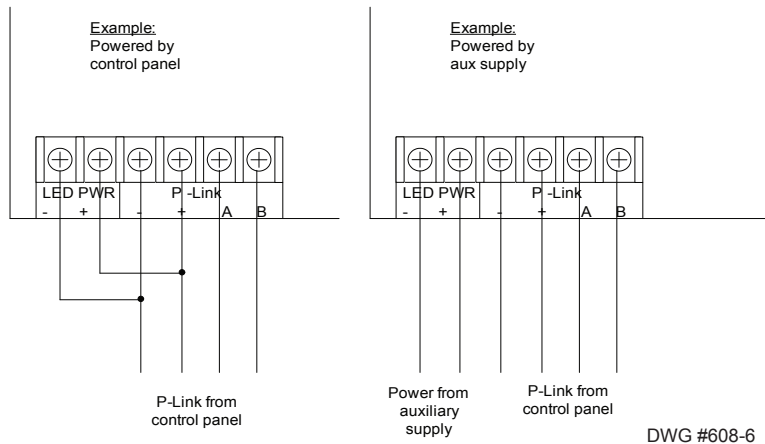 Example:
Powered by
control panel
LED PWR P -Link
- + - + A B
P-Link from
control panel
Example:
Powered by
aux supply
LED PWR P -Link
- + - + A B
Power from
auxiliary
supply
P-Link from
control panel
DWG #608-6